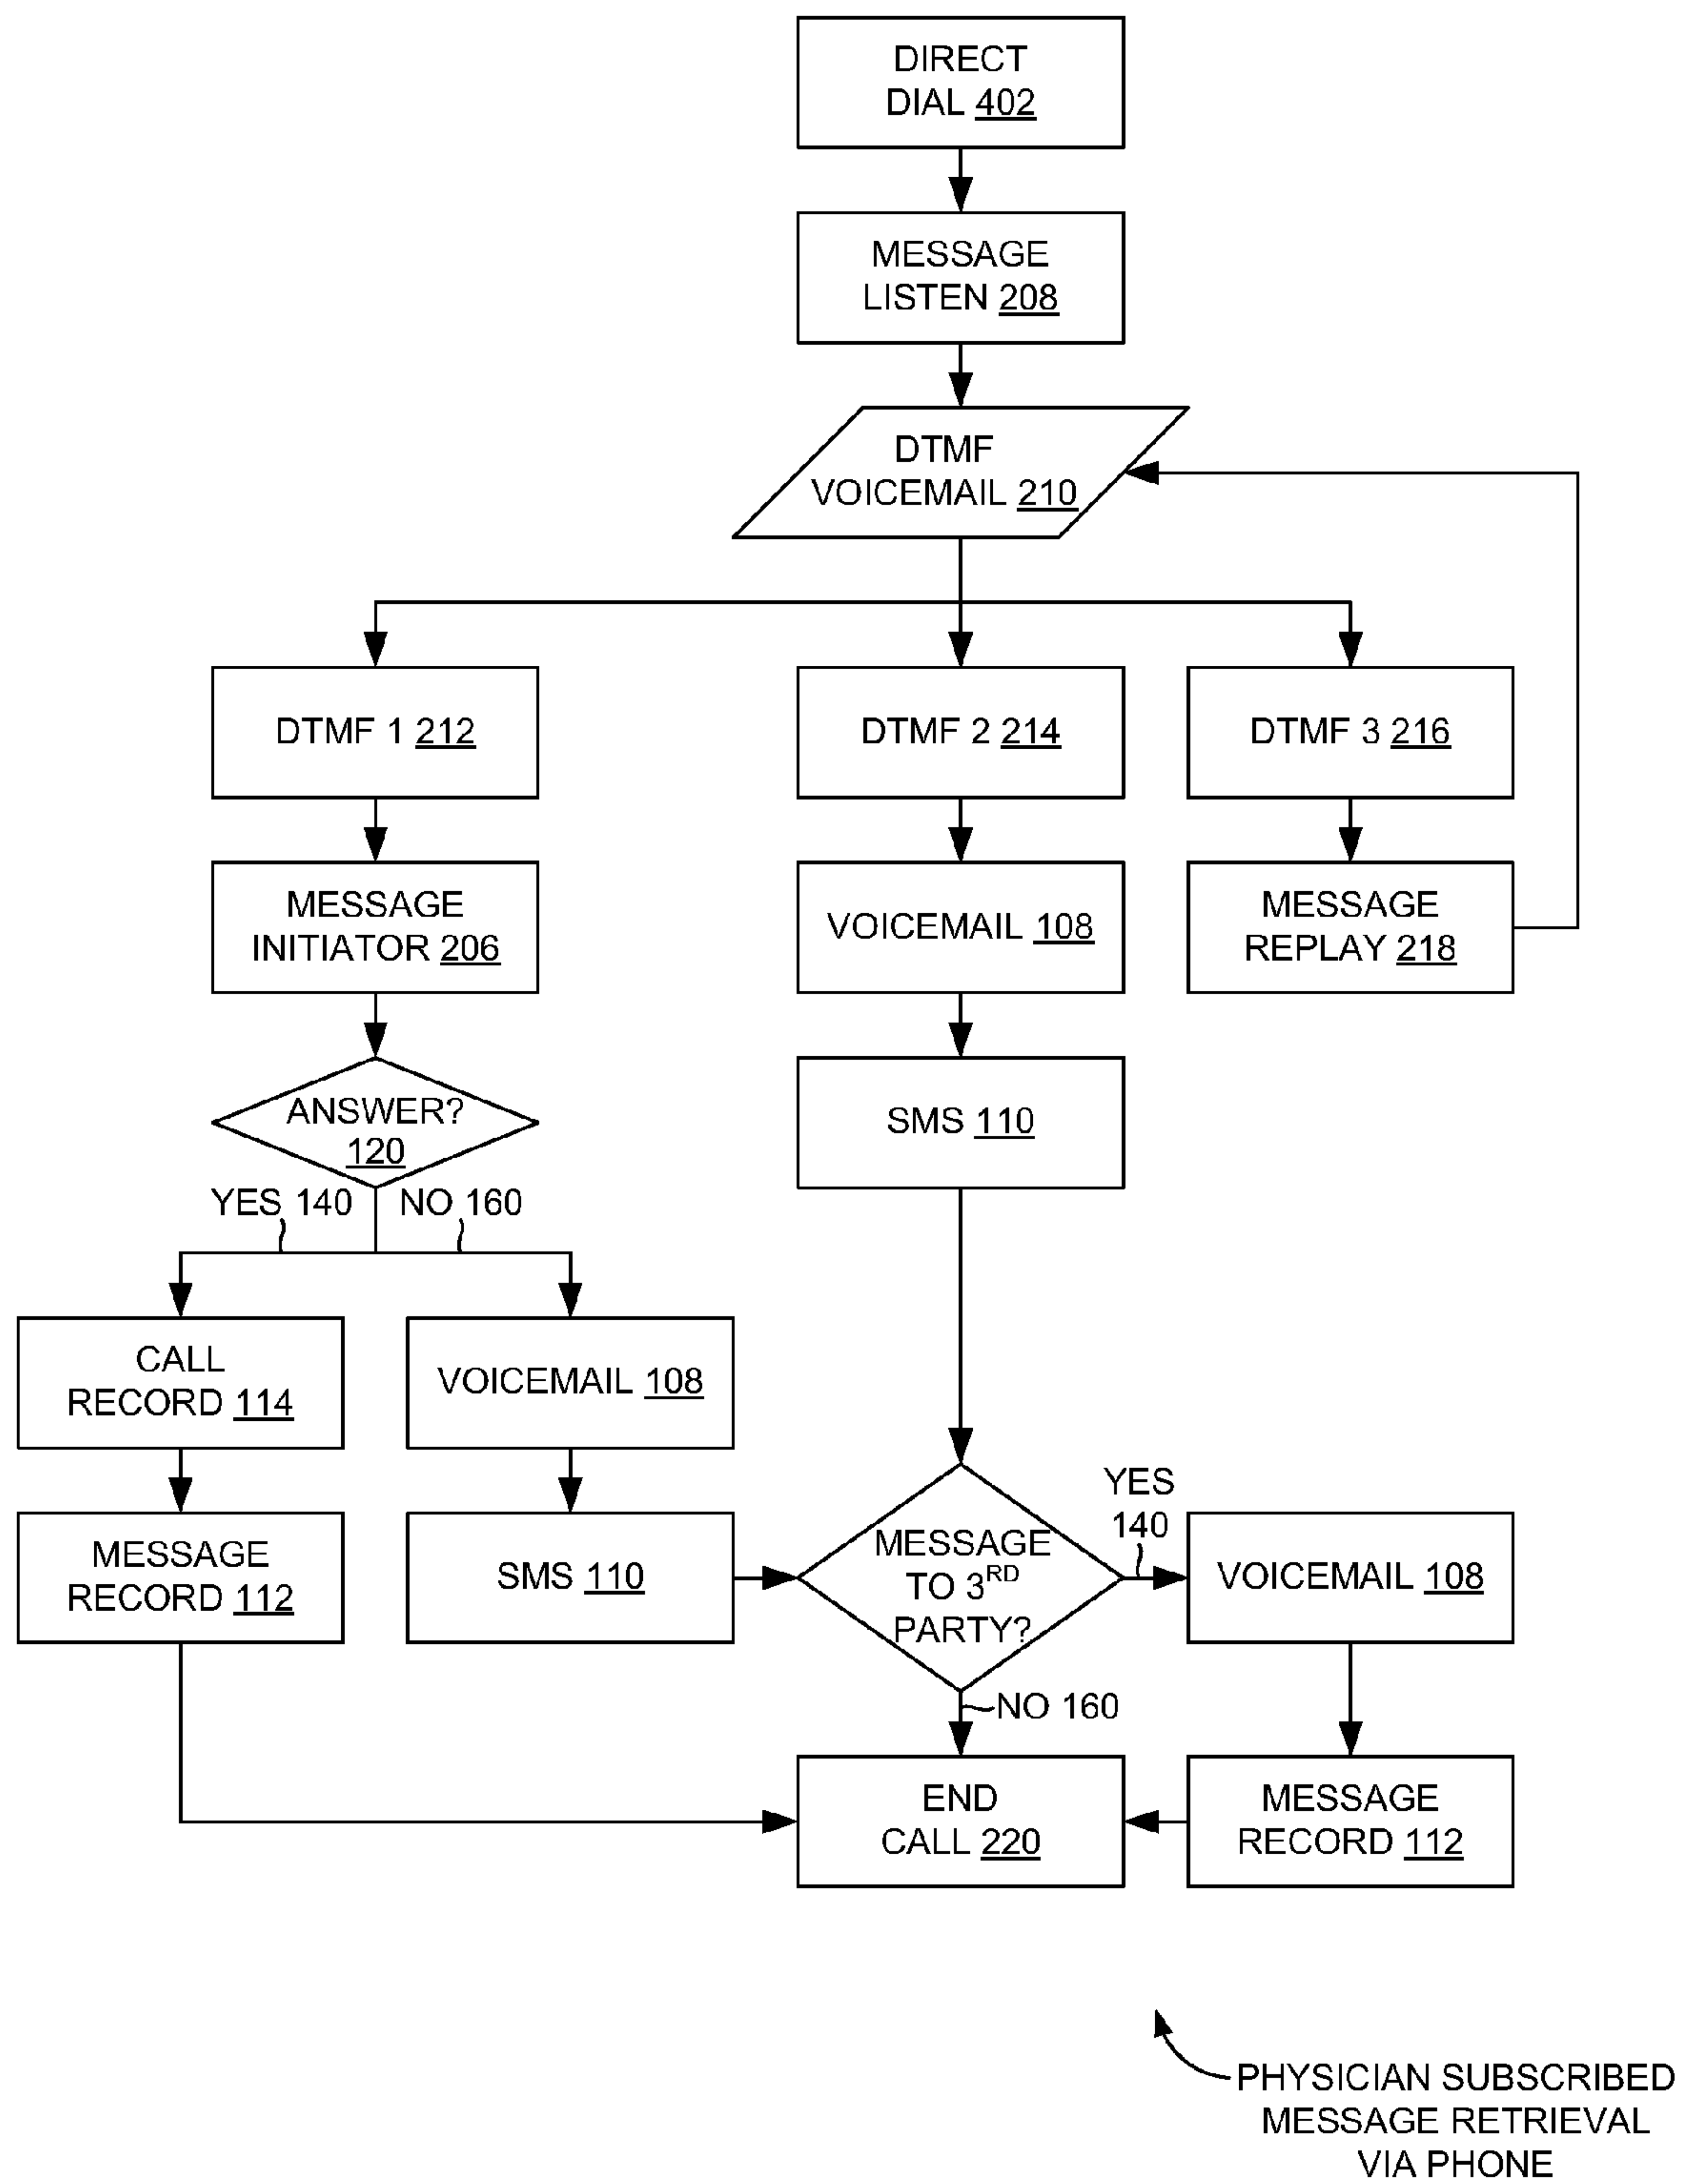 DIRECT
DIAL 402
MESSAGE
LISTEN 208
DTMF
VOICEMAIL 210
DTMF 1 212
DTMF 2 214
DTMF 3 216
MESSAGE
INITIATOR 206
VOICEMAIL 108
MESSAGE
REPLAY 218
ANSWER?
120
SMS 110
YES 140
NO 160
CALL
RECORD 114
VOICEMAIL 108
MESSAGE
RECORD 112
SMS 110
MESSAGE
TO 3RD
PARTY?
YES
140
VOICEMAIL 108
NO 160
END
CALL 220
MESSAGE
RECORD 112
PHYSICIAN SUBSCRIBED
MESSAGE RETRIEVAL
VIA PHONE